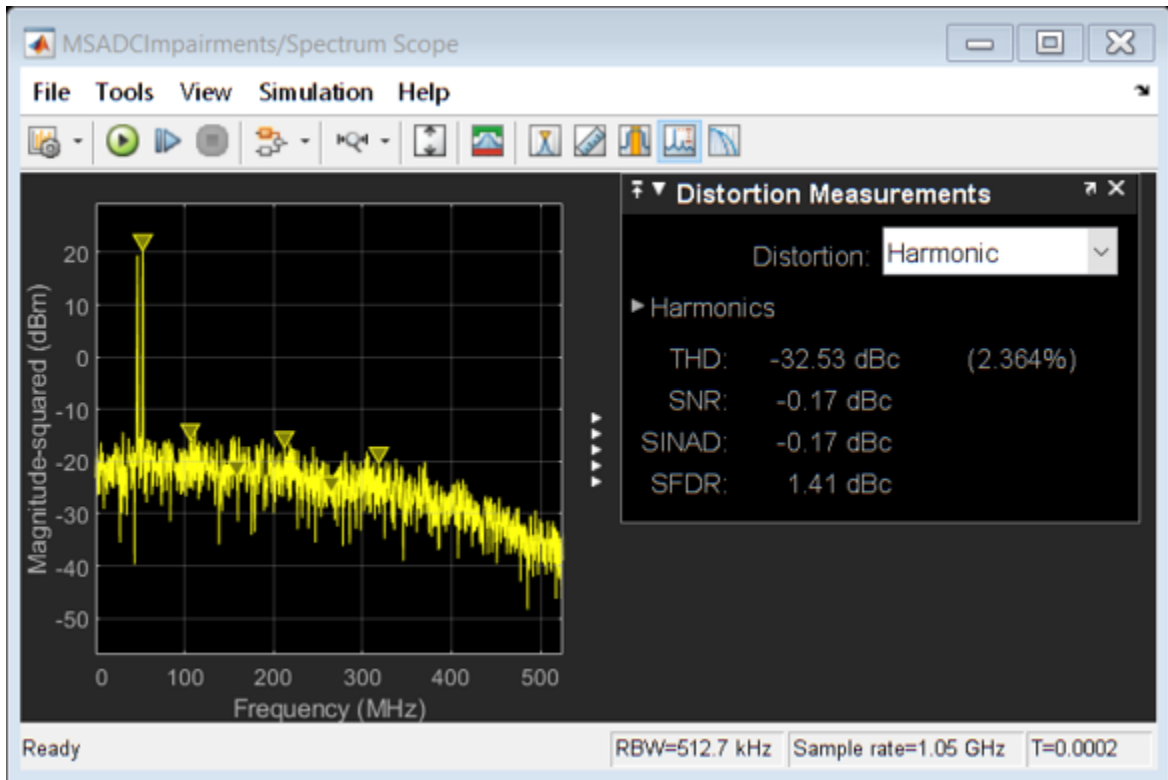 MSADCImpairments/Spectrum Scope
File Tools View Simulation Help
Distortion Measurements
Distortion: Harmonic
Harmonics
THD: -32.53 dBc (2.364%)
SNR: -0.17 dBc
SINAD: -0.17 dBc
SFDR: 1.41 dBc
Magnitude-squared (dBm)
20
10
0
-10
-20
-30
-40
-50
0 100 200 300 400 500
Frequency (MHz)
Ready RBW=512.7 kHz Sample rate=1.05 GHz T=0.0002